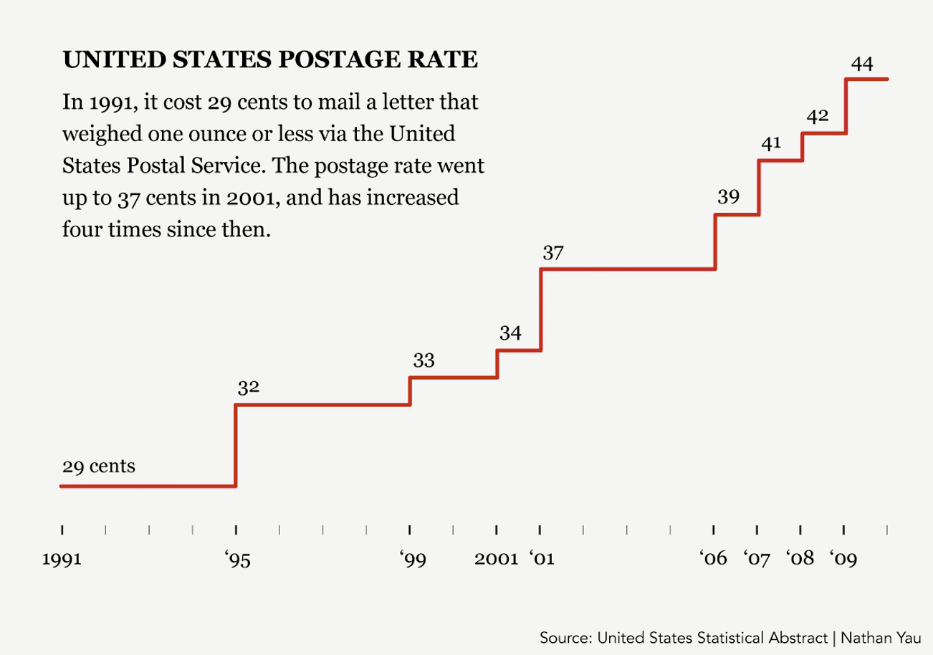 UNITED STATES POSTAGE RATE
In 1991, it cost 29 cents to mail a letter that
weighed one ounce or less via the United
States Postal Service. The postage rate went
up to 37 cents in 2001, and has increased
four times since then.
44
42
41
39
37
34
33
32
29 cents
1991 ‘95 ‘99 2001 ‘01 ‘06 ‘07 ‘08 ‘09
Source: United States Statistical Abstract | Nathan Yau